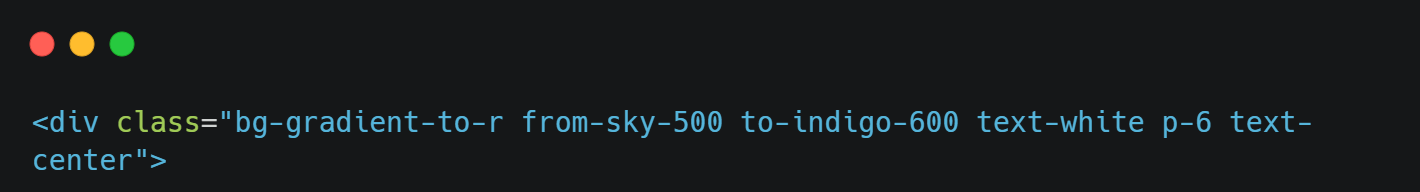 <div class="bg-gradient-to-r from-sky-500 to-indigo-600 text-white p-6 text-
center">